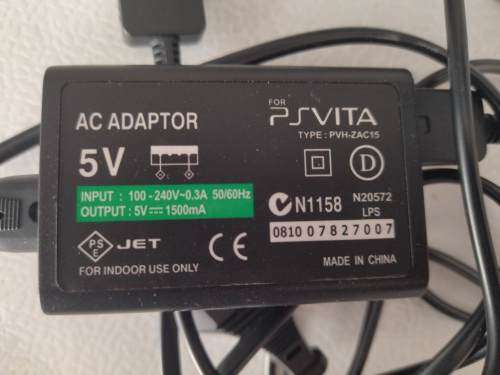 AC ADAPTOR
5V
INPUT : 100 - 240V~0.3A 50/60Hz
OUTPUT : 5V⎓1500mA
PS
E
JET
CE
FOR INDOOR USE ONLY
FOR
PSVITA
TYPE : PVH-ZAC15
D
N1158
N20572
LPS
0810 07827007
MADE IN CHINA